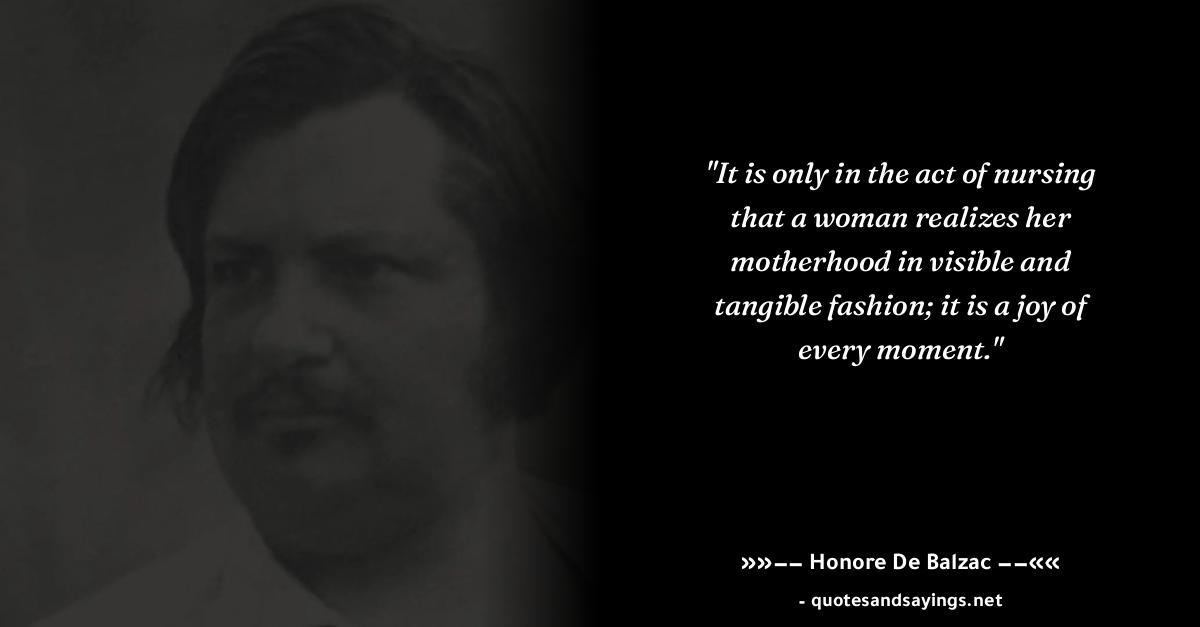 "It is only in the act of nursing
that a woman realizes her
motherhood in visible and
tangible fashion; it is a joy of
every moment."
»»–– Honore De Balzac ––««
- quotesandsayings.net